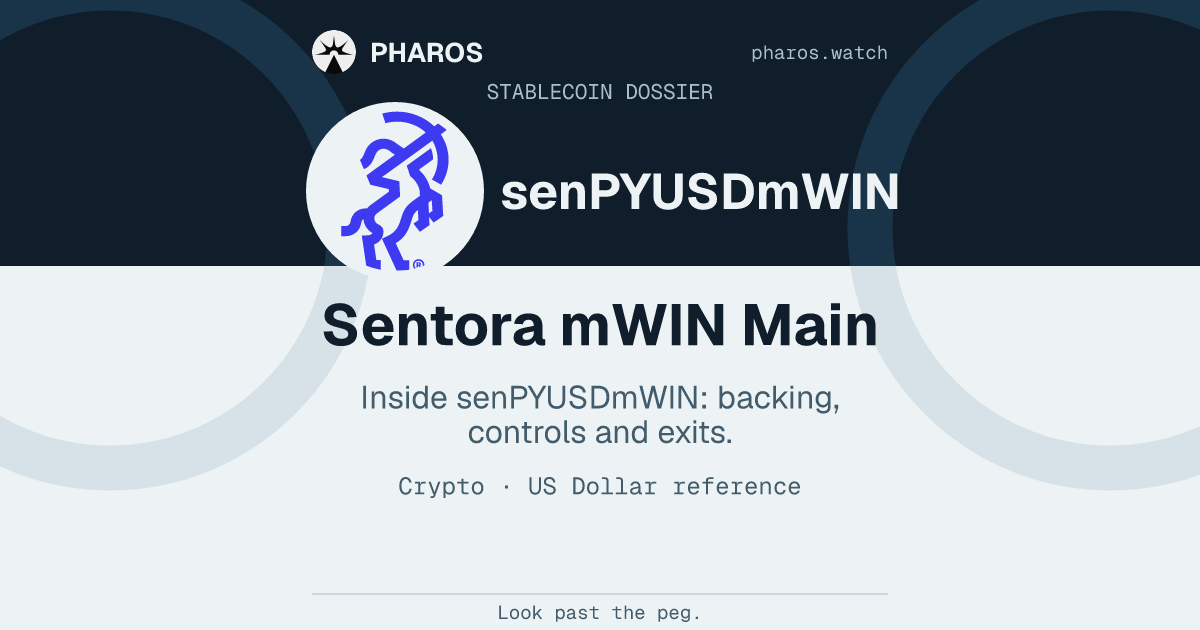 PHAROS
pharos.watch
STABLECOIN DOSSIER
senPYUSDmWIN
®
Sentora mWIN Main
Inside senPYUSDmWIN: backing,
controls and exits.
Crypto · US Dollar reference
Look past the peg.